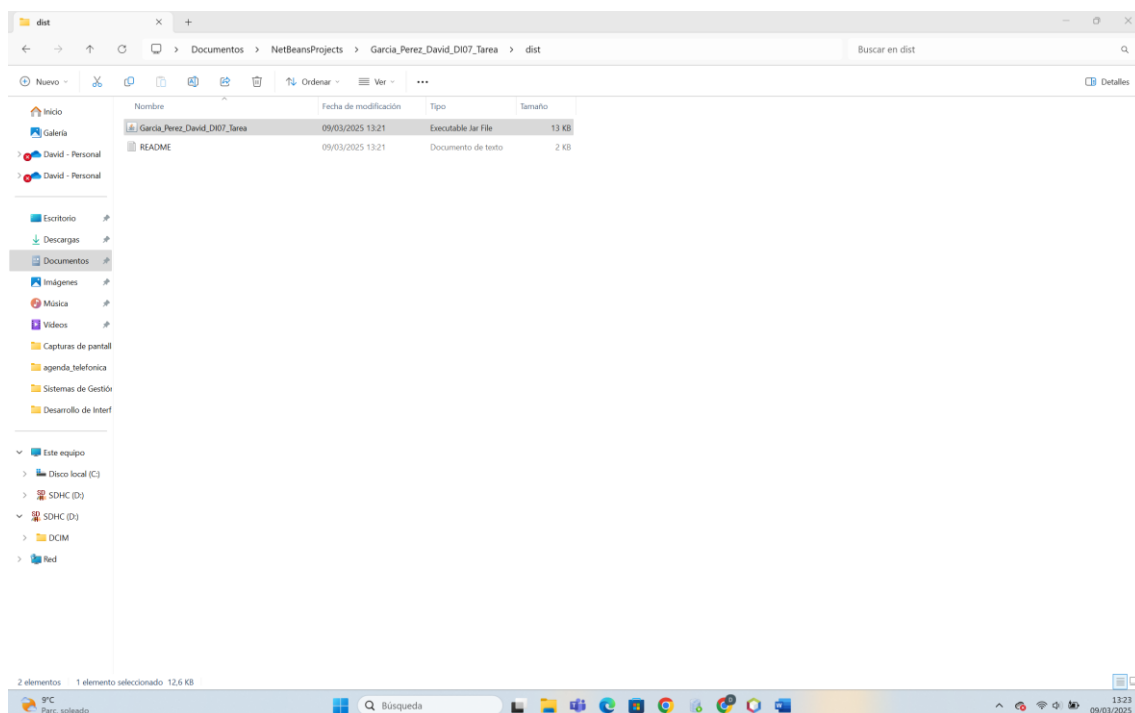 dist
Documentos > NetBeansProjects > Garcia_Perez_David_DI07_Tarea > dist
Buscar en dist
Nuevo
Ordenar
Ver
Detalles
Nombre
Fecha de modificación
Tipo
Tamaño
Garcia_Perez_David_DI07_Tarea
09/03/2025 13:21
Executable Jar File
13 KB
README
09/03/2025 13:21
Documento de texto
2 KB
Inicio
Galería
David - Personal
David - Personal
Escritorio
Descargas
Documentos
Imágenes
Música
Vídeos
Capturas de pantall
agenda_telefonica
Sistemas de Gestión
Desarrollo de Interf
Este equipo
Disco local (C:)
SDHC (D:)
SDHC (D:)
DCIM
Red
2 elementos
1 elemento seleccionado 12,6 KB
9°C
Parc. soleado
Búsqueda
13:23
09/03/2025